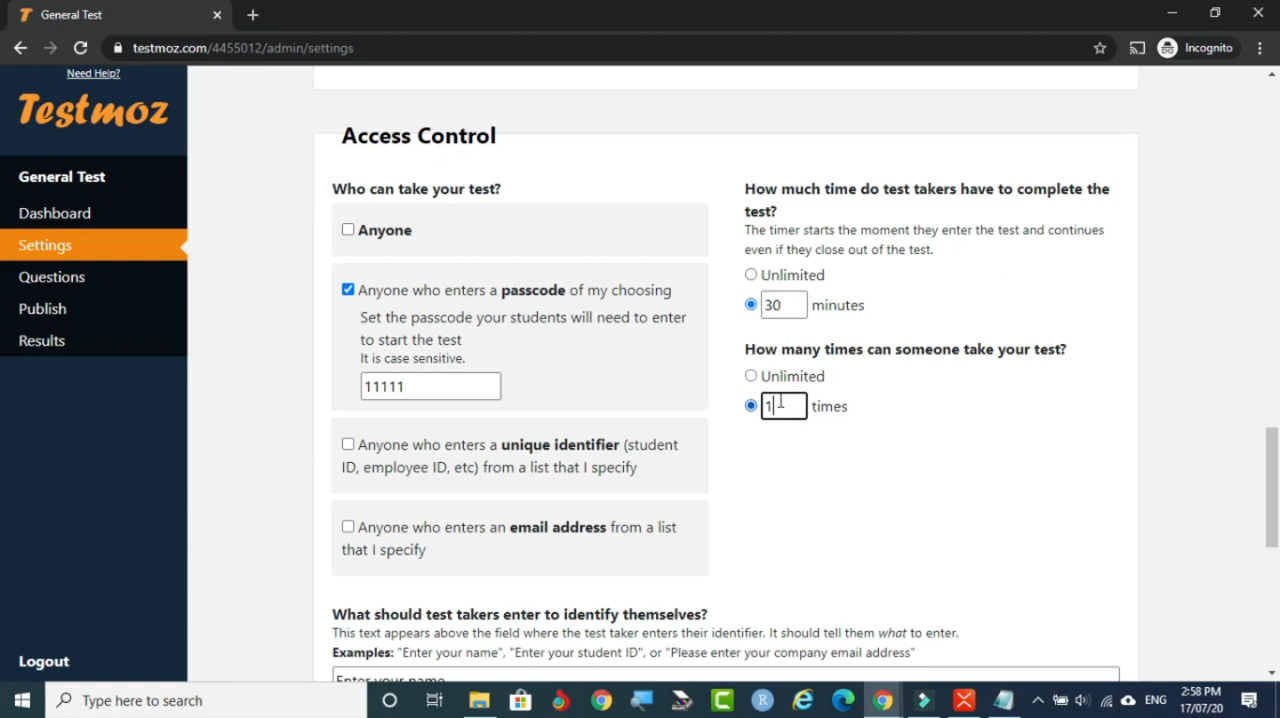 General Test
testmoz.com/4455012/admin/settings
Incognito
Need Help?
Testmoz
General Test
Dashboard
Settings
Questions
Publish
Results
Logout
Access Control
Who can take your test?
Anyone
Anyone who enters a passcode of my choosing
Set the passcode your students will need to enter
to start the test
It is case sensitive.
11111
Anyone who enters a unique identifier (student
ID, employee ID, etc) from a list that I specify
Anyone who enters an email address from a list
that I specify
How much time do test takers have to complete the
test?
The timer starts the moment they enter the test and continues
even if they close out of the test.
Unlimited
30 minutes
How many times can someone take your test?
Unlimited
1 times
What should test takers enter to identify themselves?
This text appears above the field where the test taker enters their identifier. It should tell them what to enter.
Examples: "Enter your name", "Enter your student ID", or "Please enter your company email address"
Enter your name
Type here to search
ENG
2:58 PM
17/07/20